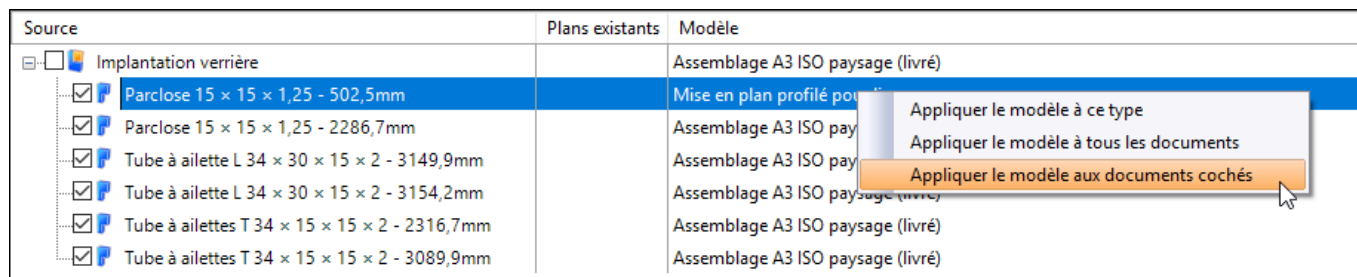 Source Plans existants Modèle
Implantation verrière Assemblage A3 ISO paysage (livré)
Parclose 15 × 15 × 1,25 - 502,5mm Mise en plan profilé pou
Appliquer le modèle à ce type
Parclose 15 × 15 × 1,25 - 2286,7mm Assemblage A3 ISO pay
Appliquer le modèle à tous les documents
Tube à ailette L 34 × 30 × 15 × 2 - 3149,9mm Assemblage A3 ISO pay
Appliquer le modèle aux documents cochés
Tube à ailette L 34 × 30 × 15 × 2 - 3154,2mm Assemblage A3 ISO paysage (livré)
Tube à ailettes T 34 × 15 × 15 × 2 - 2316,7mm Assemblage A3 ISO paysage (livré)
Tube à ailettes T 34 × 15 × 15 × 2 - 3089,9mm Assemblage A3 ISO paysage (livré)